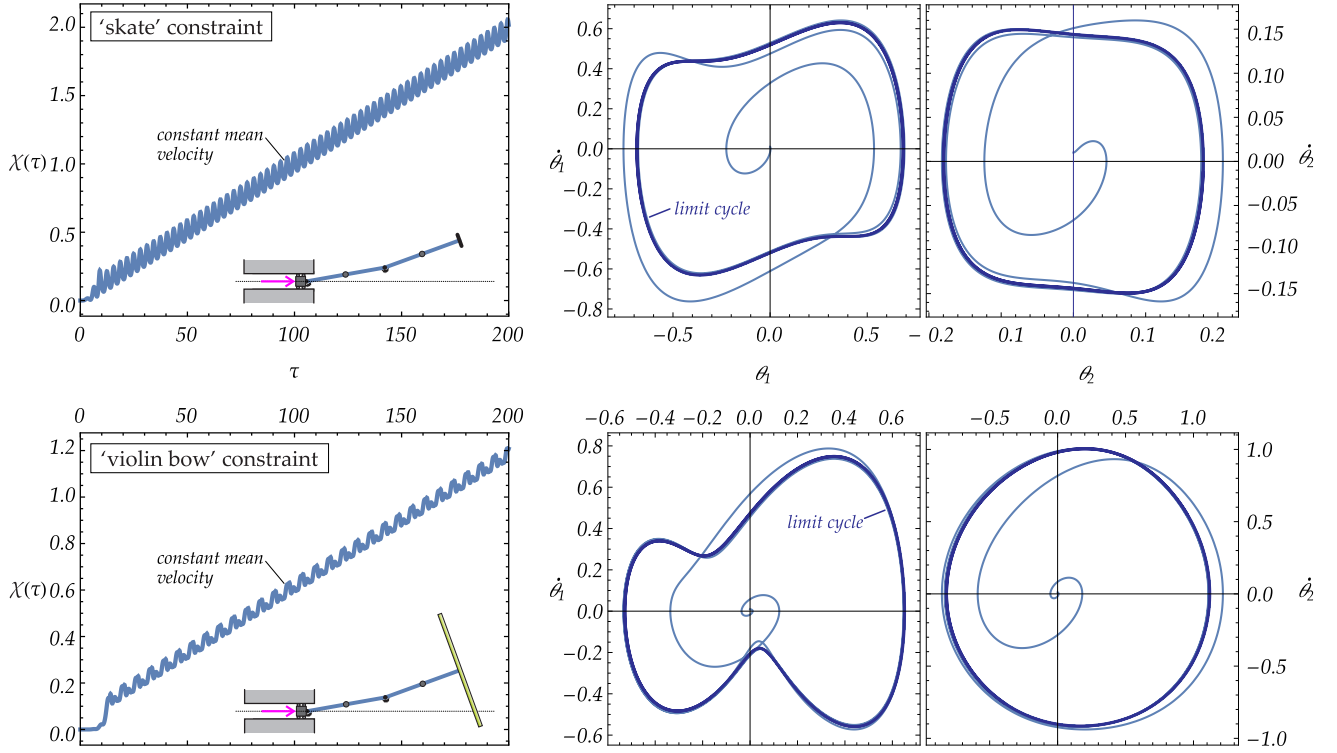 'skate' constraint
2.0
1.5
1.0
0.5
0.0
χ(τ)
constant mean
velocity
0 50 100 150 200
τ
0.6
0.4
0.2
0.0
−0.2
−0.4
−0.6
−0.8
θ̇1
limit cycle
−0.5 0.0 0.5
θ1
0.15
0.10
0.05
0.00
−0.05
−0.10
−0.15
θ̇2
−0.2 0.1 0.0 0.1 0.2
θ2
0 50 100 150 200
'violin bow' constraint
1.2
1.0
0.8
0.6
0.4
0.2
0.0
χ(τ)
constant mean
velocity
−0.6 −0.4 −0.2 0.0 0.2 0.4 0.6
0.8
0.6
0.4
0.2
0.0
−0.2
−0.4
−0.6
θ̇1
limit cycle
−0.5 0.0 0.5 1.0
1.0
0.5
0.0
−0.5
−1.0
θ̇2